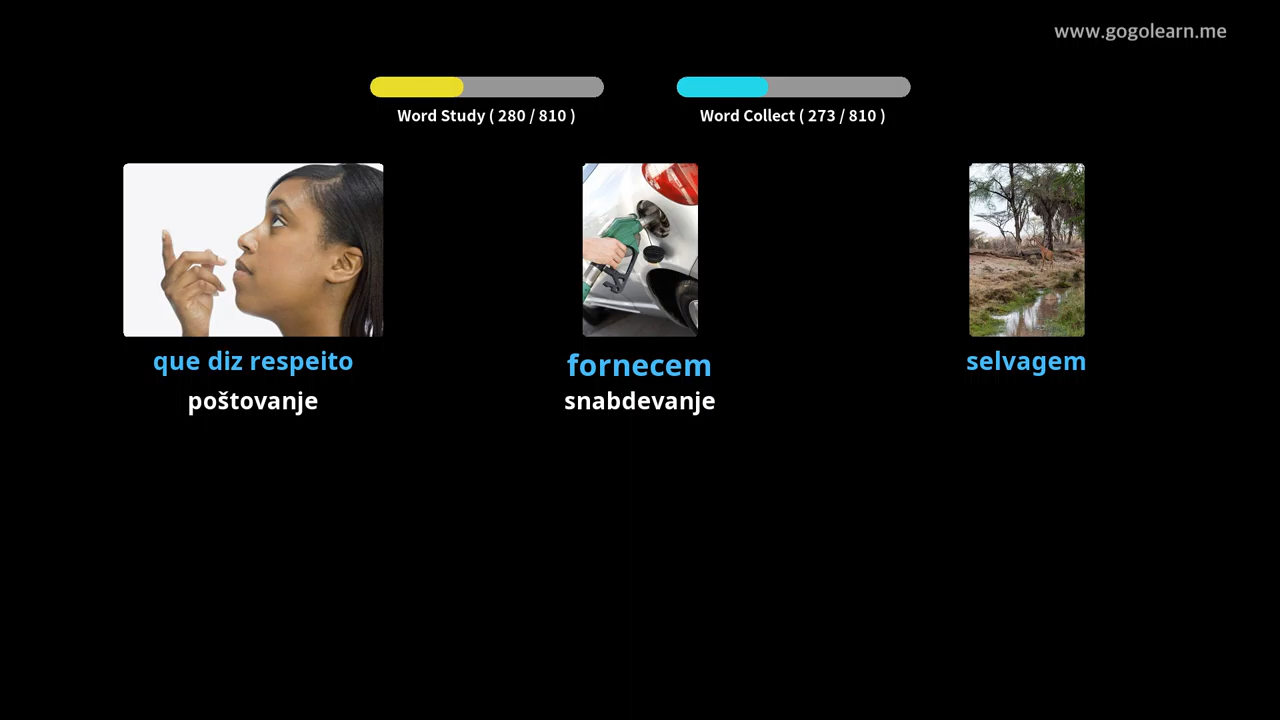 www.gogolearn.me
Word Study ( 280 / 810 )
Word Collect ( 273 / 810 )
que diz respeito
poštovanje
fornecem
snabdevanje
selvagem